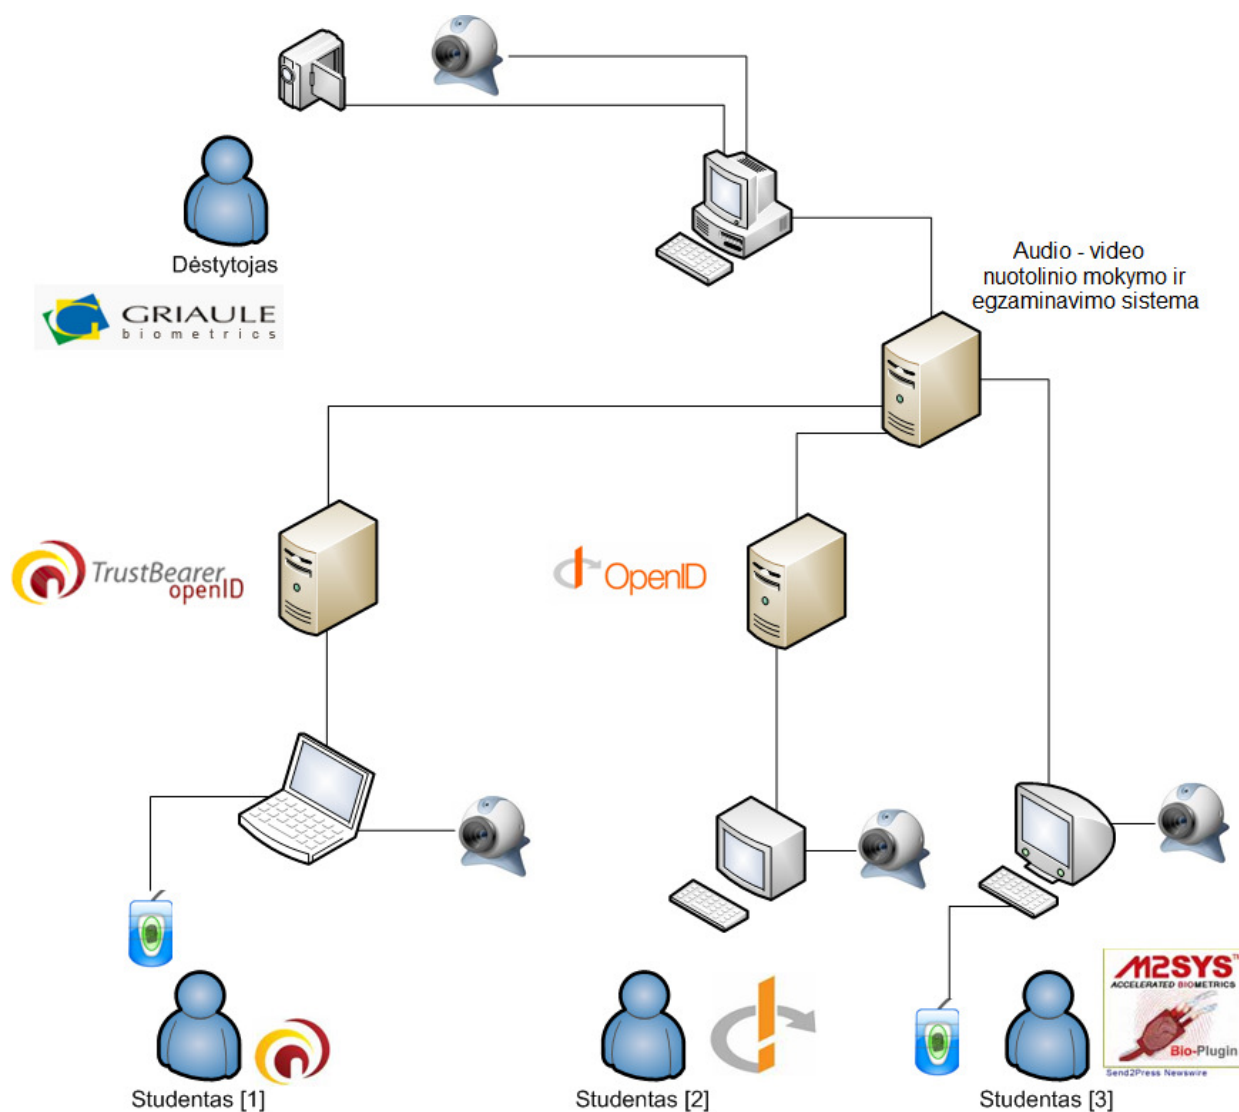 Dėstytojas
GRIAULE
biometrics
Audio - video
nuotolinio mokymo ir
egzaminavimo sistema
TrustBearer
openID
OpenID
M2SYS™
ACCELERATED BIOMETRICS
Bio-Plugin
Send2Press Newswire
Studentas [1]
Studentas [2]
Studentas [3]